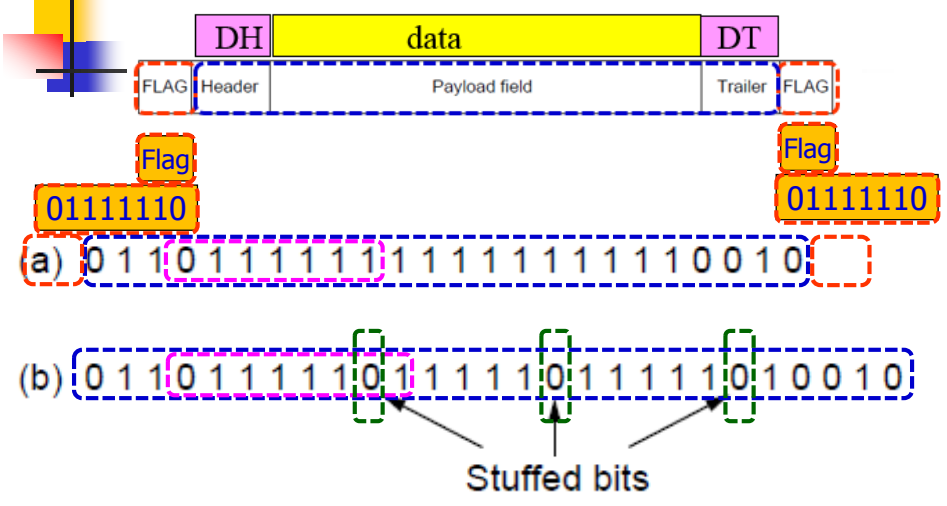 DH data DT
FLAG Header Payload field Trailer FLAG
Flag Flag
01111110 01111110
(a) 0 1 1 0 1 1 1 1 1 1 1 1 1 1 1 1 1 1 1 1 0 0 1 0
(b) 0 1 1 0 1 1 1 1 1 0 1 1 1 1 1 0 1 1 1 1 1 0 1 0 0 1 0
Stuffed bits